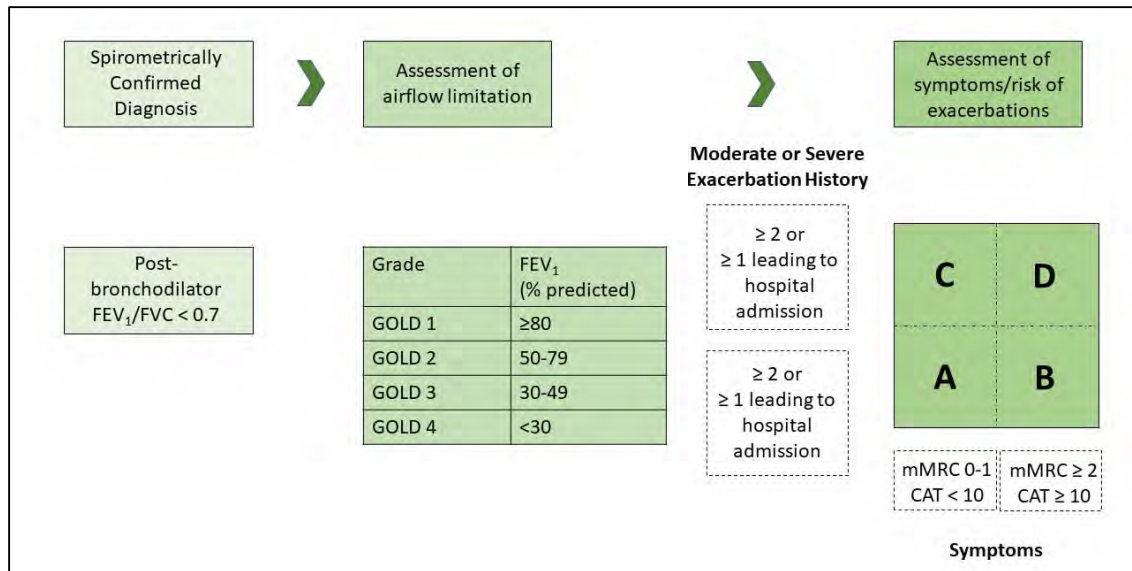 Spirometrically
Confirmed
Diagnosis
Assessment of
airflow limitation
Assessment of
symptoms/risk of
exacerbations
Moderate or Severe
Exacerbation History
Post-
bronchodilator
FEV₁/FVC < 0.7
Grade FEV₁
(% predicted)
GOLD 1 ≥80
GOLD 2 50-79
GOLD 3 30-49
GOLD 4 <30
≥ 2 or
≥ 1 leading to
hospital
admission
≥ 2 or
≥ 1 leading to
hospital
admission
C D
A B
mMRC 0-1 mMRC ≥ 2
CAT < 10 CAT ≥ 10
Symptoms